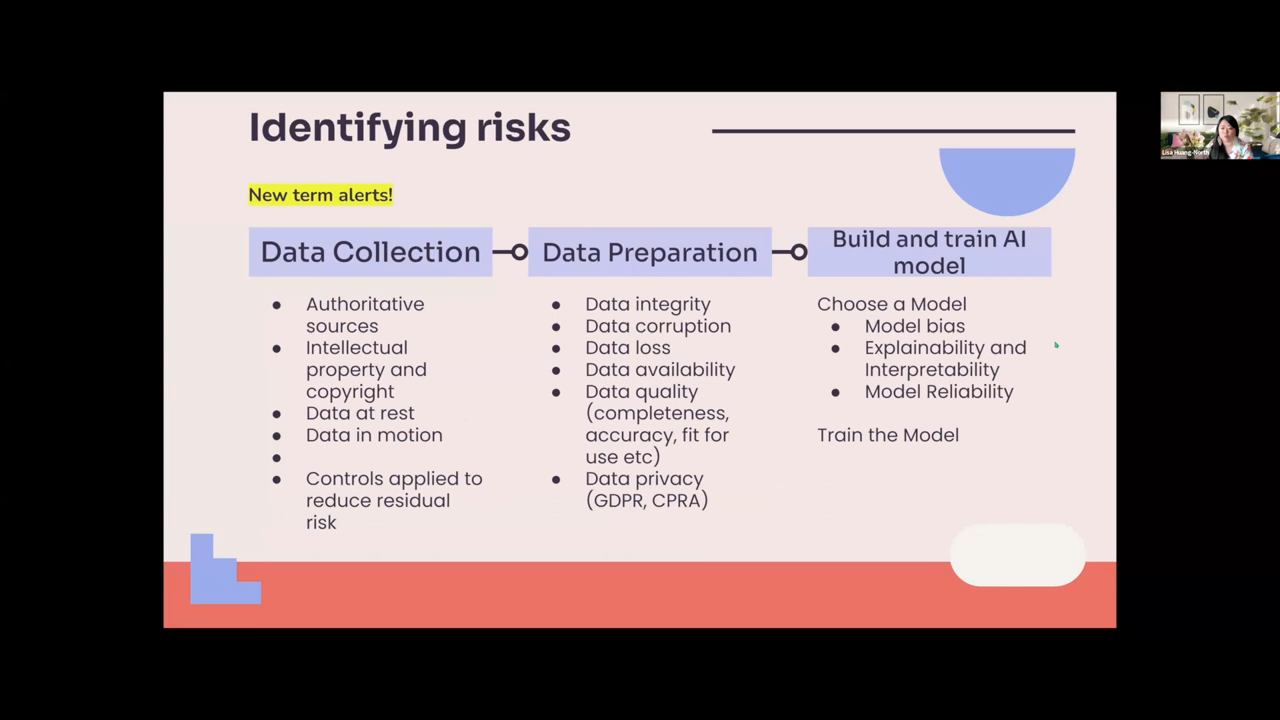 Identifying risks
New term alerts!
Data Collection
Authoritative
sources
Intellectual
property and
copyright
Data at rest
Data in motion
Controls applied to
reduce residual
risk
Data Preparation
Data integrity
Data corruption
Data loss
Data availability
Data quality
(completeness,
accuracy, fit for
use etc)
Data privacy
(GDPR, CPRA)
Build and train AI
model
Choose a Model
Model bias
Explainability and
Interpretability
Model Reliability
Train the Model
Lisa Huang-North